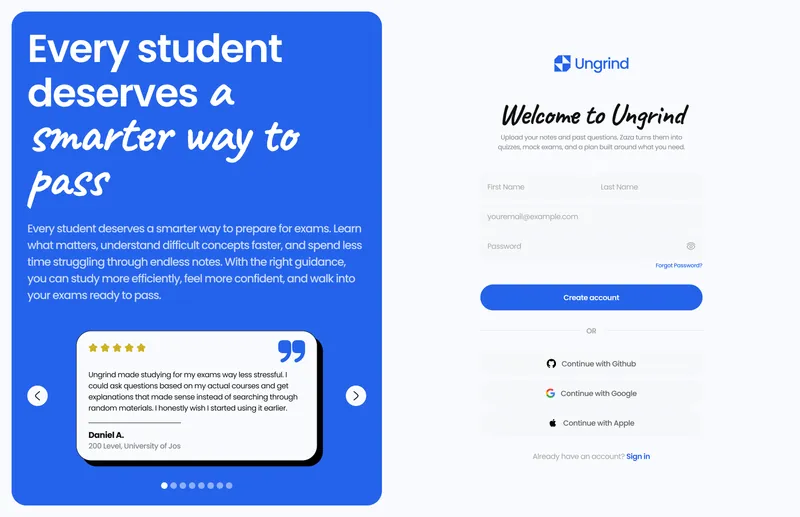 Every student
deserves a
smarter way to
pass
Every student deserves a smarter way to prepare for exams. Learn
what matters, understand difficult concepts faster, and spend less
time struggling through endless notes. With the right guidance,
you can study more efficiently, feel more confident, and walk into
your exams ready to pass.
Ungrind made studying for my exams way less stressful. I
could ask questions based on my actual courses and get
explanations that made sense instead of searching through
random materials. I honestly wish I started using it earlier.
Daniel A.
200 Level, University of Jos
Ungrind
Welcome to Ungrind
Upload your notes and past questions, Zaza turns them into
quizzes, mock exams, and a plan built around what you need.
First Name Last Name
youremail@example.com
Password
Forgot Password?
Create account
OR
Continue with Github
Continue with Google
Continue with Apple
Already have an account? Sign in